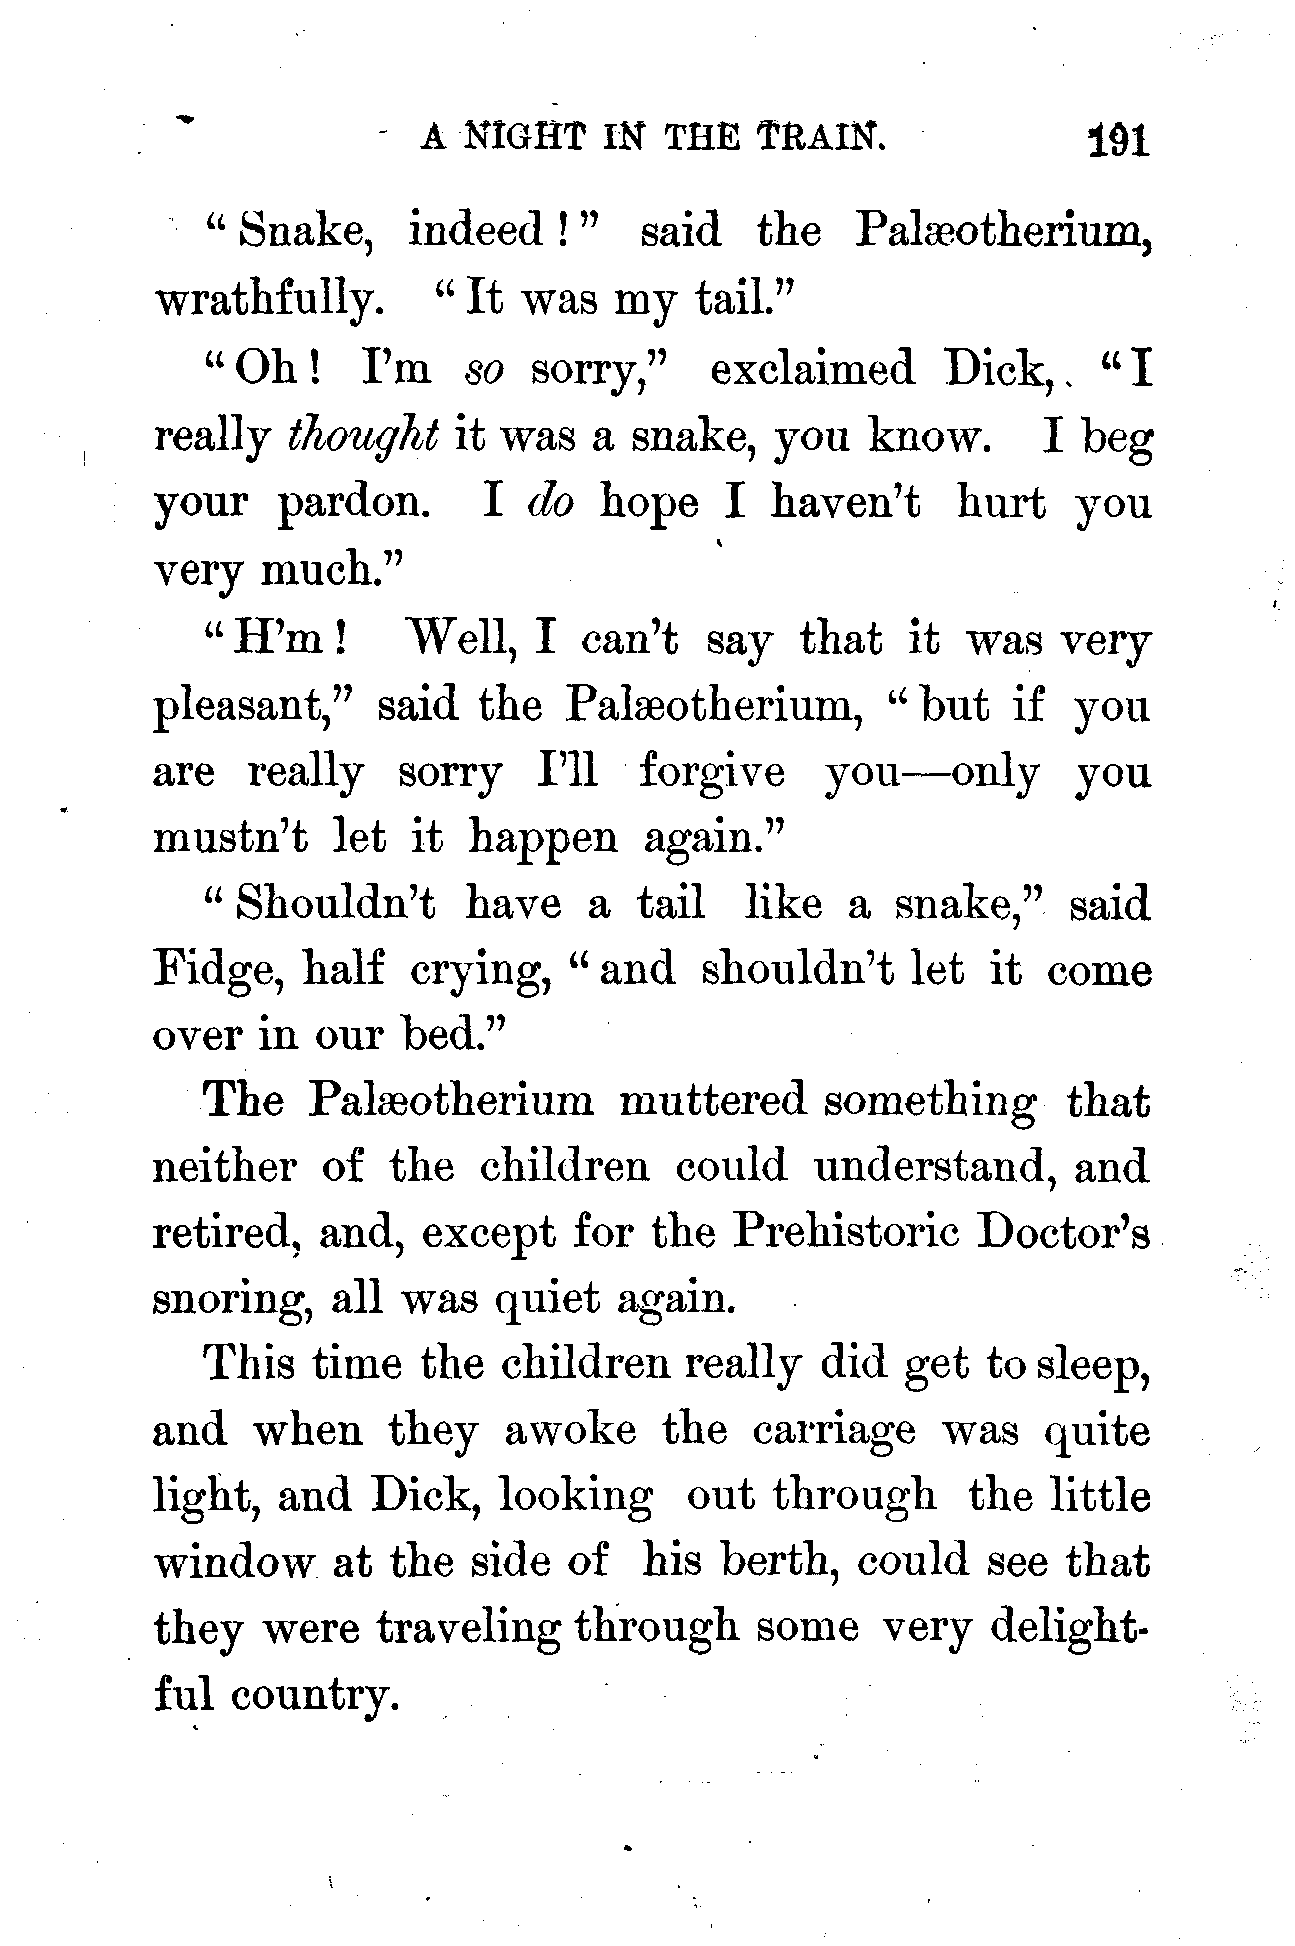 A NIGHT IN THE TRAIN. 191
“Snake, indeed!” said the Palæotherium,
wrathfully. “It was my tail.”
“Oh! I’m so sorry,” exclaimed Dick, “I
really thought it was a snake, you know. I beg
your pardon. I do hope I haven’t hurt you
very much.”
“H’m! Well, I can’t say that it was very
pleasant,” said the Palæotherium, “but if you
are really sorry I’ll forgive you—only you
mustn’t let it happen again.”
“Shouldn’t have a tail like a snake,” said
Fidge, half crying, “and shouldn’t let it come
over in our bed.”
The Palæotherium muttered something that
neither of the children could understand, and
retired, and, except for the Prehistoric Doctor’s
snoring, all was quiet again.
This time the children really did get to sleep,
and when they awoke the carriage was quite
light, and Dick, looking out through the little
window at the side of his berth, could see that
they were traveling through some very delight-
ful country.